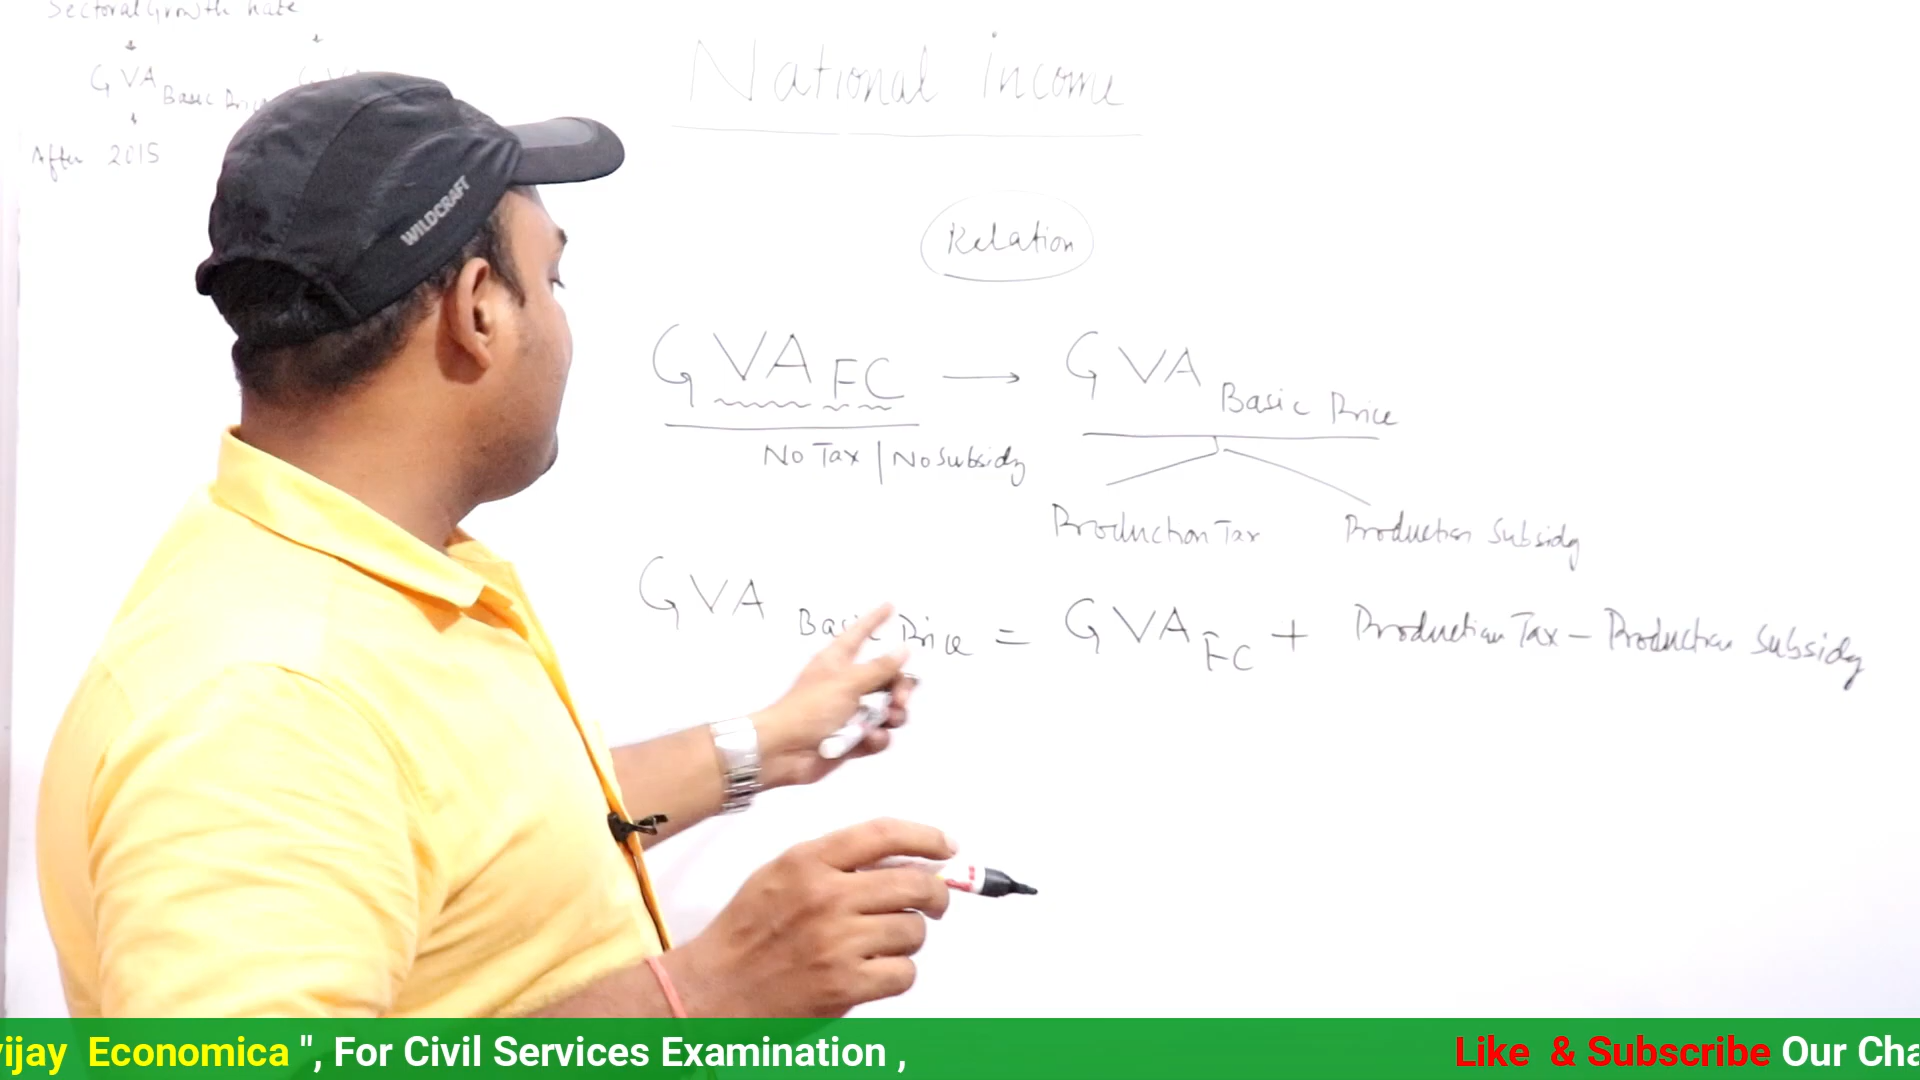 Sectoral Growth Rate
GVA Basic Price
After 2015
National Income
WILDCRAFT
Relation
GVA FC → GVA Basic Price
No Tax | No Subsidy
Production Tax Production Subsidy
GVA Basic Price = GVA FC + Production Tax - Production Subsidy
vijay Economica ", For Civil Services Examination , Like & Subscribe Our Cha